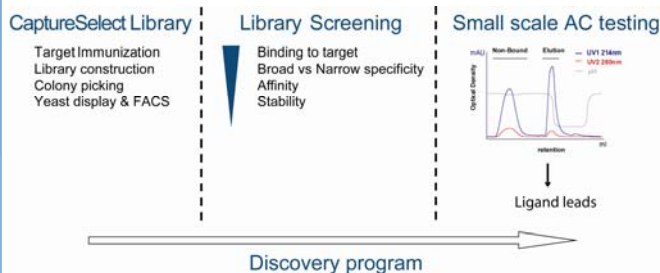 CaptureSelect Library
Target Immunization
Library construction
Colony picking
Yeast display & FACS
Library Screening
Binding to target
Broad vs Narrow specificity
Affinity
Stability
Small scale AC testing
mAU
Non-Bound
Elution
UV1 214nm
UV2 280nm
pH
Optical Density
ml
retention
Ligand leads
Discovery program